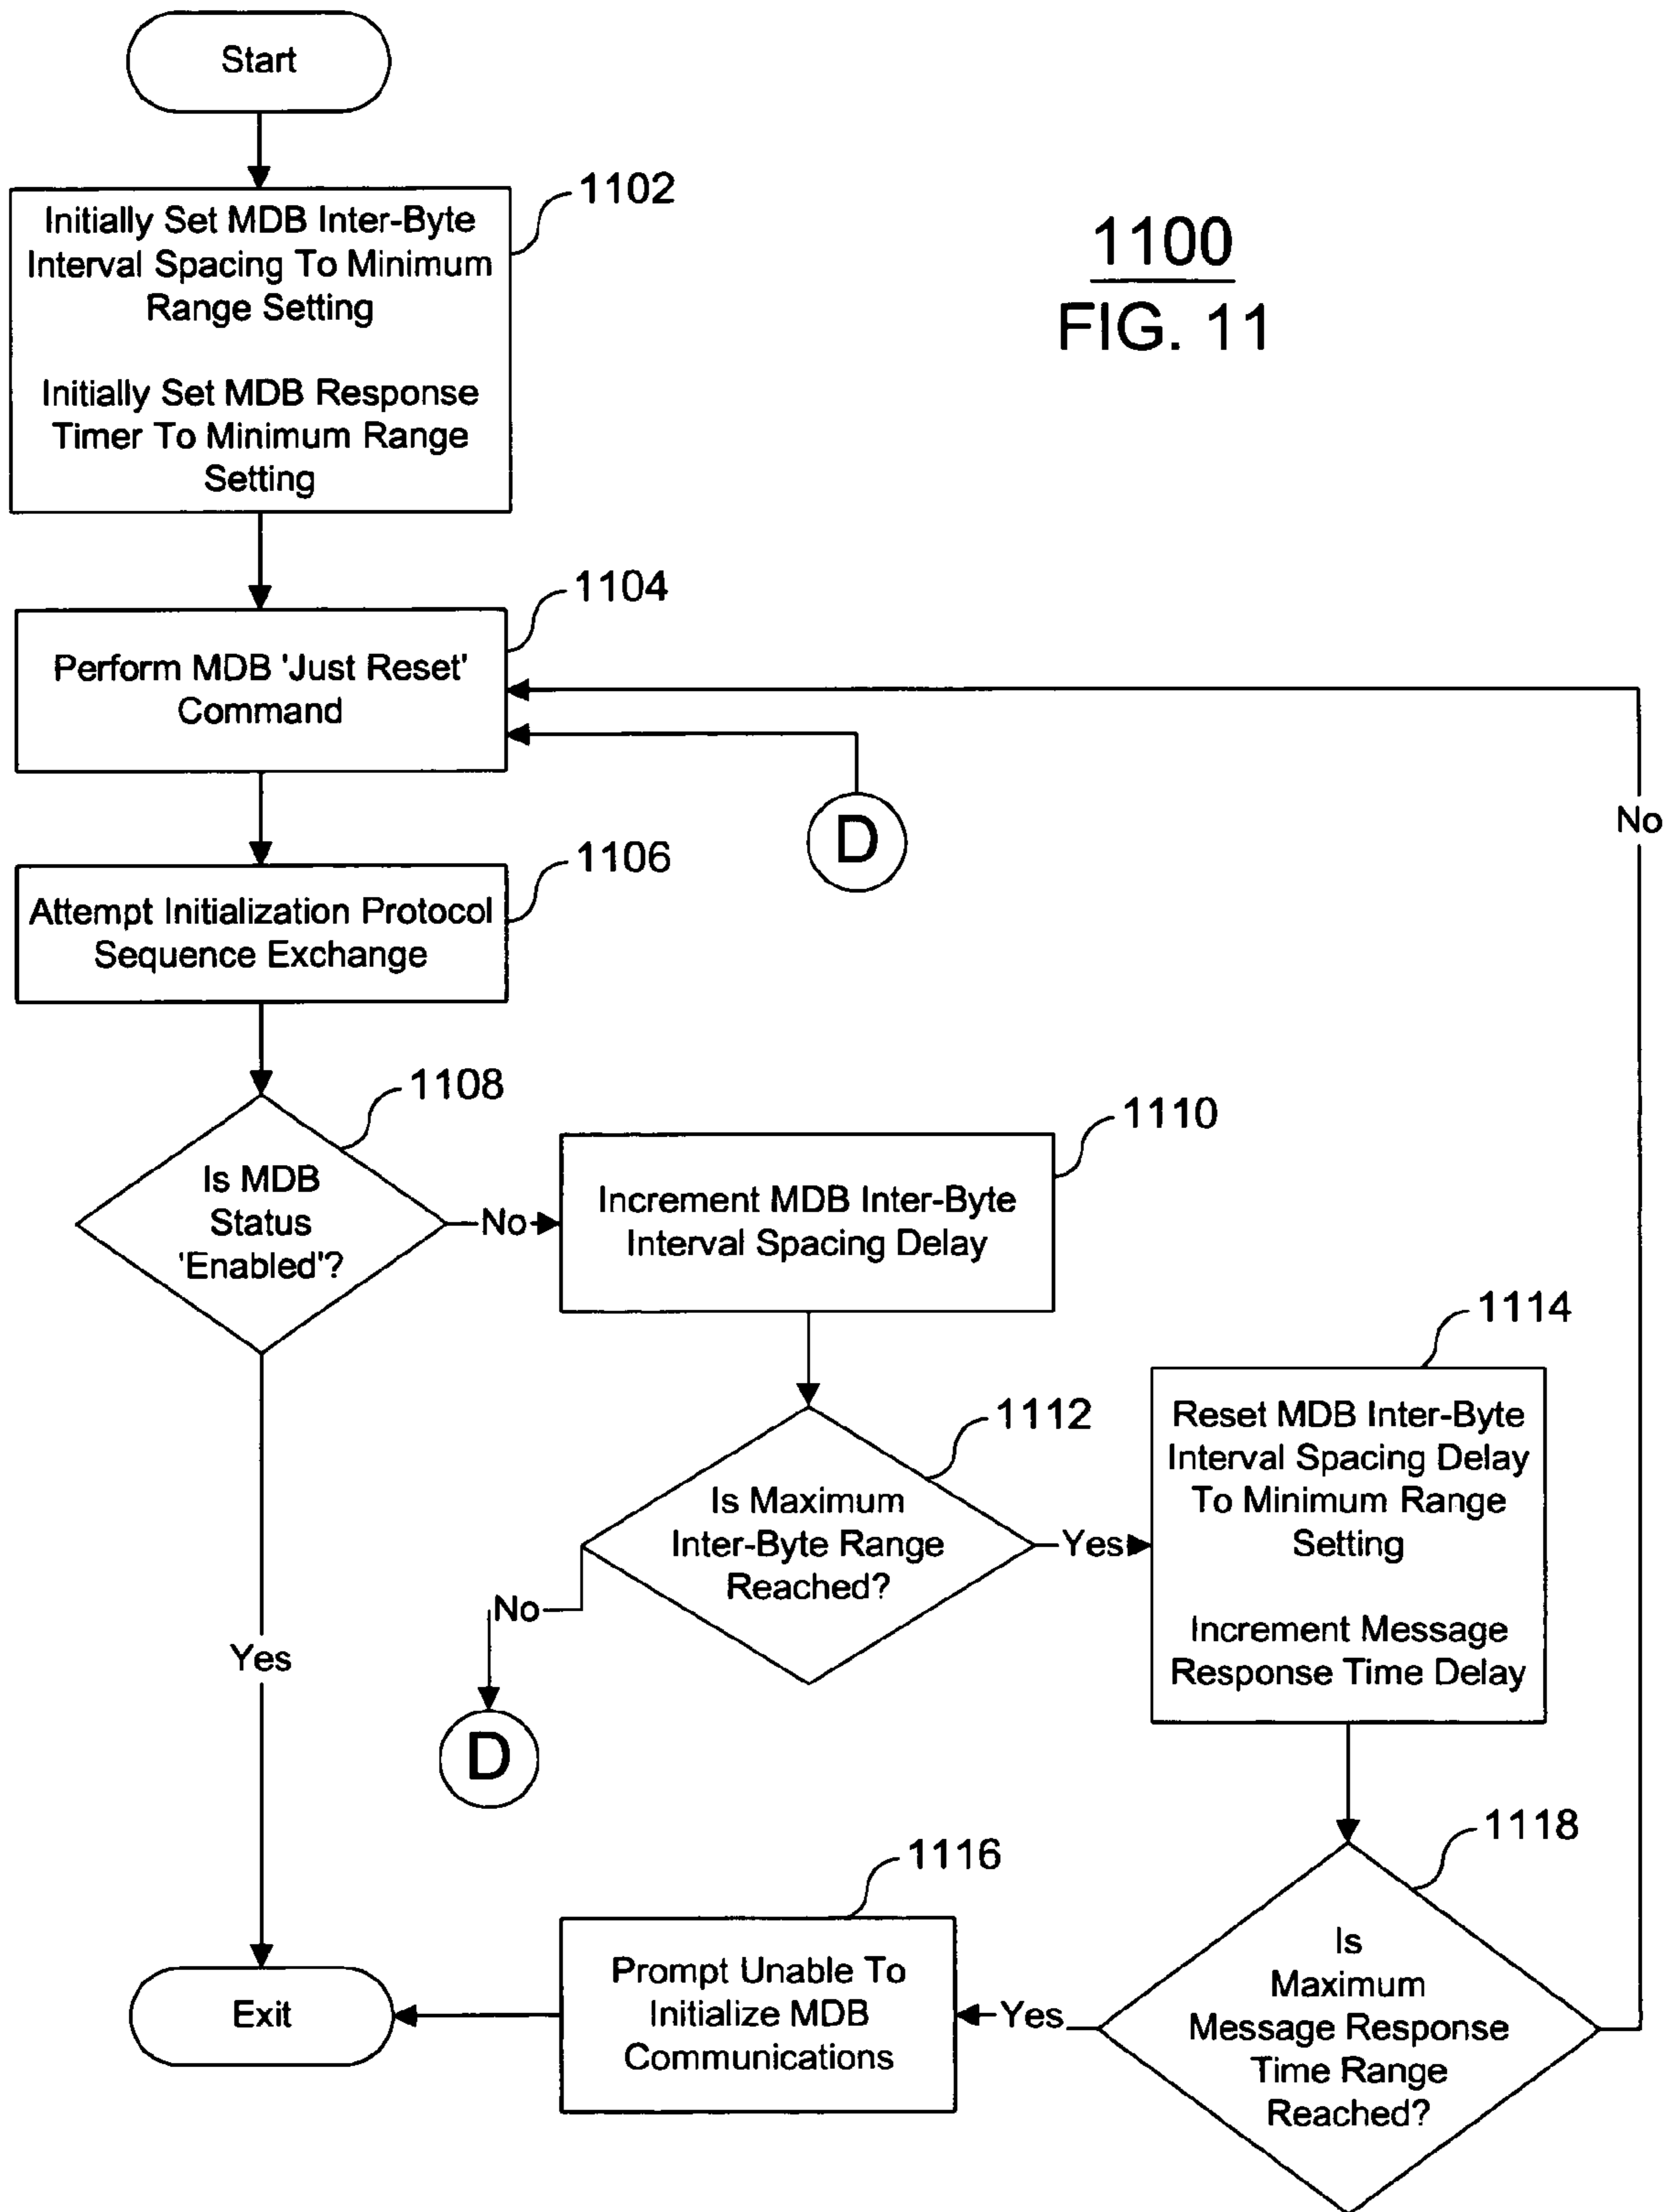 Start
1102
Initially Set MDB Inter-Byte
Interval Spacing To Minimum
Range Setting
Initially Set MDB Response
Timer To Minimum Range
Setting
1100
FIG. 11
1104
Perform MDB 'Just Reset'
Command
D
No
1106
Attempt Initialization Protocol
Sequence Exchange
1108
Is MDB
Status
'Enabled'?
No
1110
Increment MDB Inter-Byte
Interval Spacing Delay
1112
Is Maximum
Inter-Byte Range
Reached?
Yes
No
D
1114
Reset MDB Inter-Byte
Interval Spacing Delay
To Minimum Range
Setting
Increment Message
Response Time Delay
Yes
1118
Is
Maximum
Message Response
Time Range
Reached?
Yes
1116
Prompt Unable To
Initialize MDB
Communications
Exit